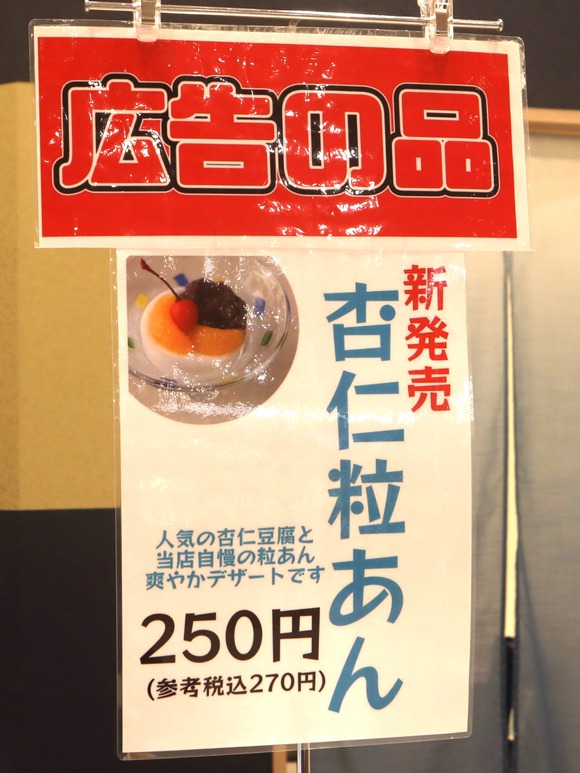 広告の品
新発売
杏仁粒あん
人気の杏仁豆腐と
当店自慢の粒あん
爽やかデザートです
250円
(参考税込270円)